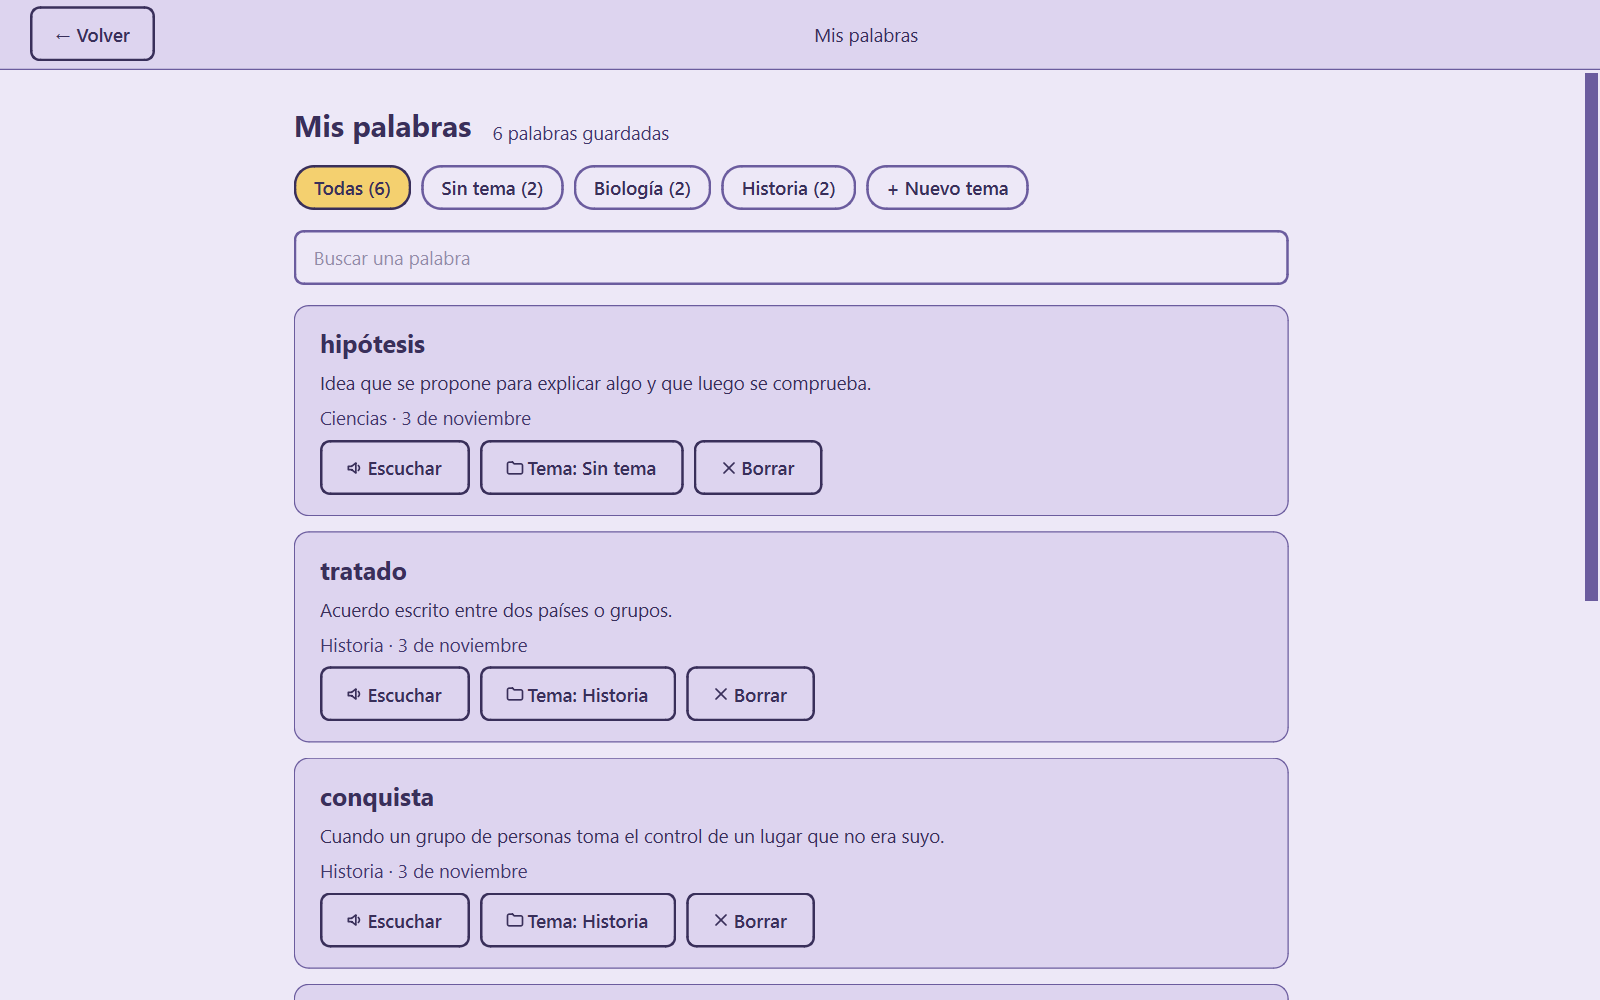 ← Volver
Mis palabras
Mis palabras
6 palabras guardadas
Todas (6)
Sin tema (2)
Biología (2)
Historia (2)
+ Nuevo tema
Buscar una palabra
hipótesis
Idea que se propone para explicar algo y que luego se comprueba.
Ciencias · 3 de noviembre
Escuchar
Tema: Sin tema
Borrar
tratado
Acuerdo escrito entre dos países o grupos.
Historia · 3 de noviembre
Escuchar
Tema: Historia
Borrar
conquista
Cuando un grupo de personas toma el control de un lugar que no era suyo.
Historia · 3 de noviembre
Escuchar
Tema: Historia
Borrar